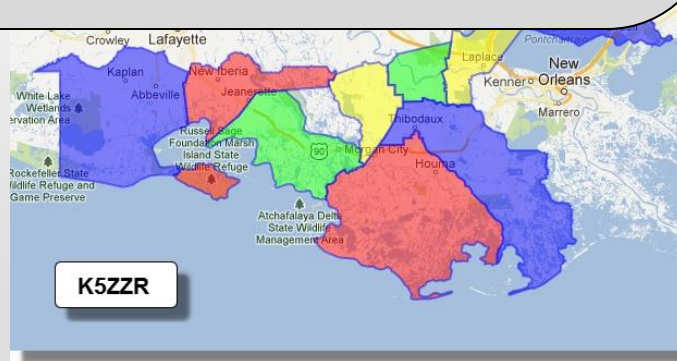 Crowley
Lafayette
Pontchartrain
Laplace
New
Orleans
Kenner
Marrero
Kaplan
Abbeville
New Iberia
Jeanerette
White Lake
Wetlands
ervation Area
Russell Sage
Foundation Marsh
Island State
Wildlife Refuge
Thibodaux
90
Morgan City
Houma
Rockefeller State
Wildlife Refuge and
Game Preserve
Atchafalaya Delta
State Wildlife
Management Area
K5ZZR